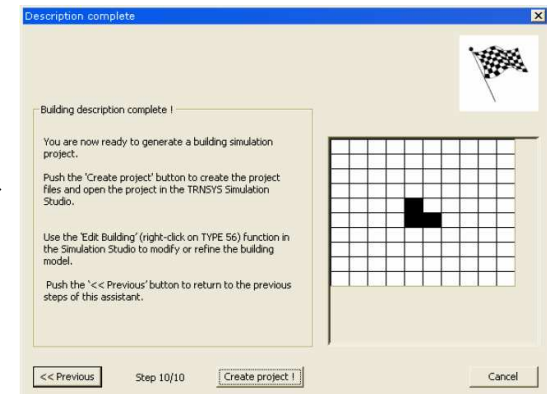 Description complete
Building description complete !
You are now ready to generate a building simulation
project.
Push the 'Create project' button to create the project
files and open the project in the TRNSYS Simulation
Studio.
Use the 'Edit Building' (right-click on TYPE 56) function in
the Simulation Studio to modify or refine the building
model.
Push the '<< Previous' button to return to the previous
steps of this assistant.
<< Previous
Step 10/10
Create project !
Cancel